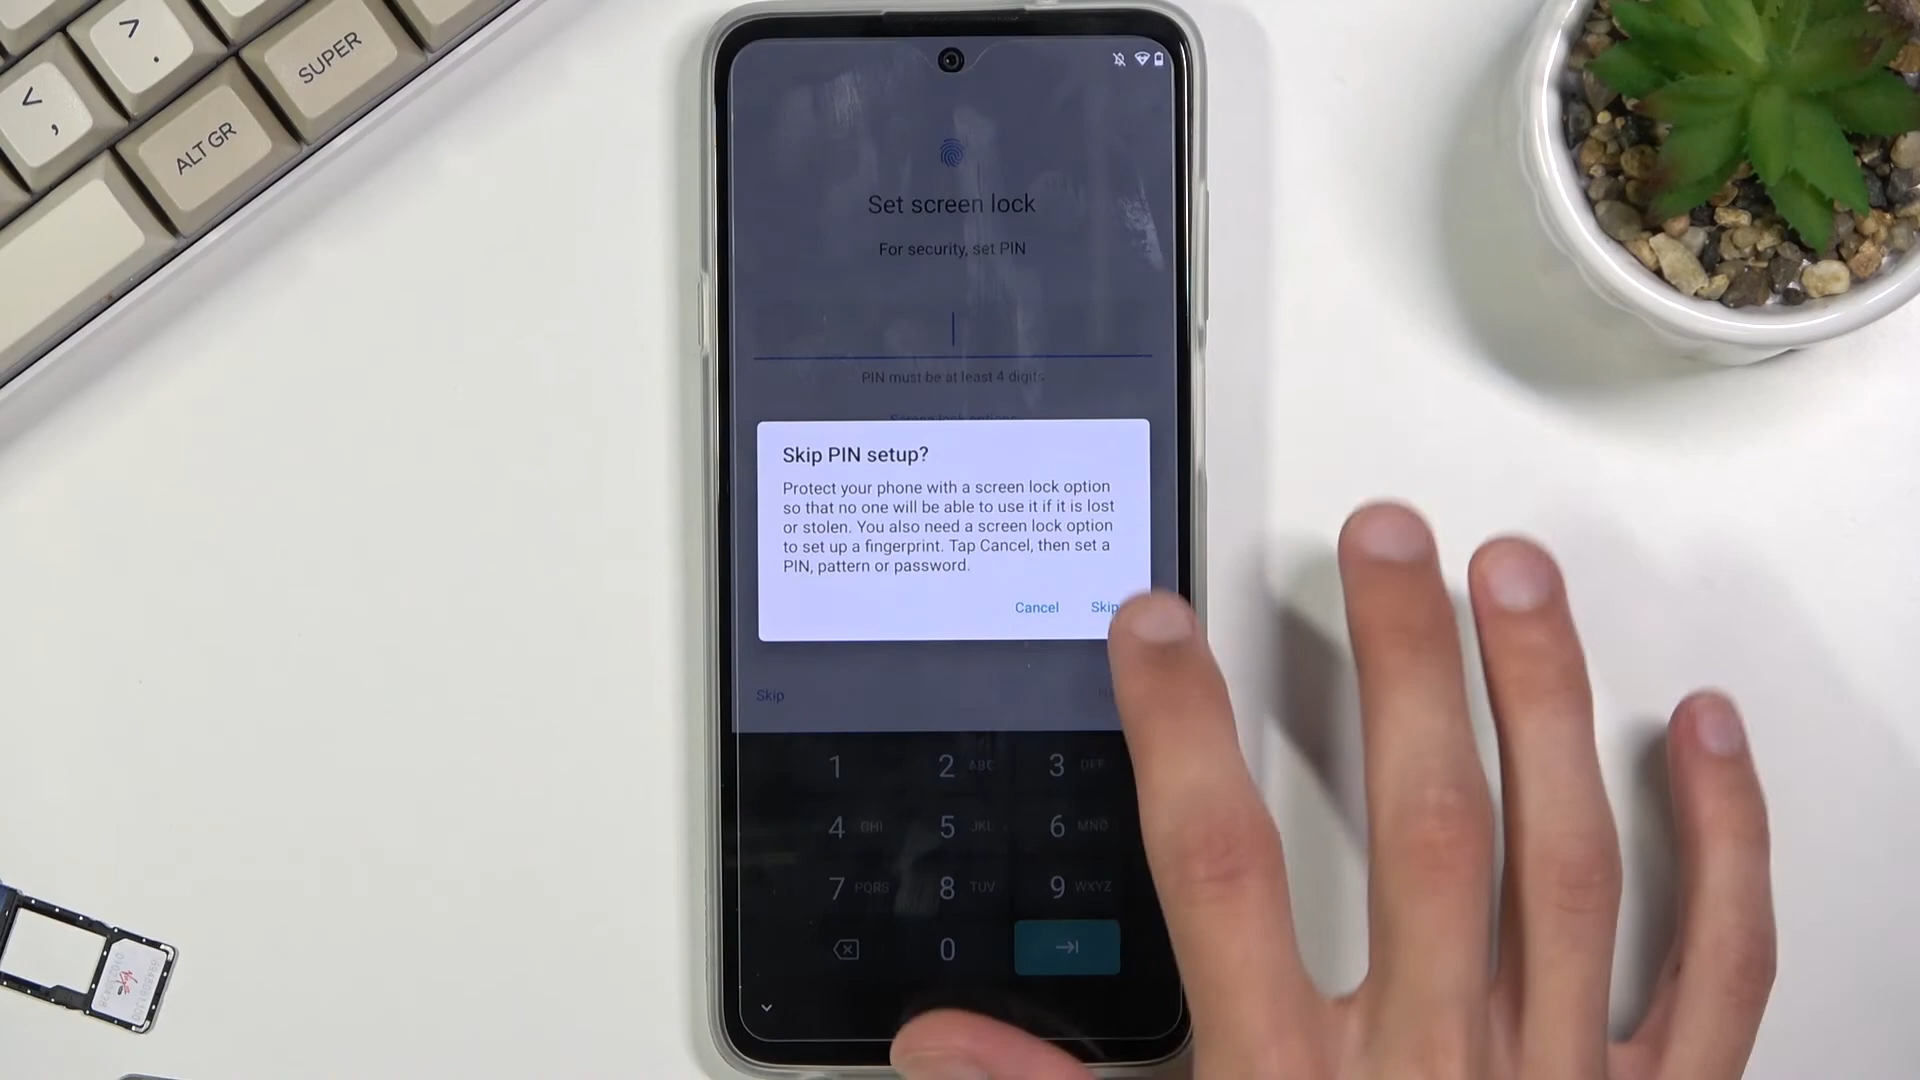 > .
SUPER
< ,
ALT GR
Set screen lock
For security, set PIN
PIN must be at least 4 digits
Screen lock options
Skip PIN setup?
Protect your phone with a screen lock option
so that no one will be able to use it if it is lost
or stolen. You also need a screen lock option
to set up a fingerprint. Tap Cancel, then set a
PIN, pattern or password.
Cancel Skip
Skip
1 2 ABC 3 DEF
4 GHI 5 JKL 6 MNO
7 PQRS 8 TUV 9 WXYZ
0